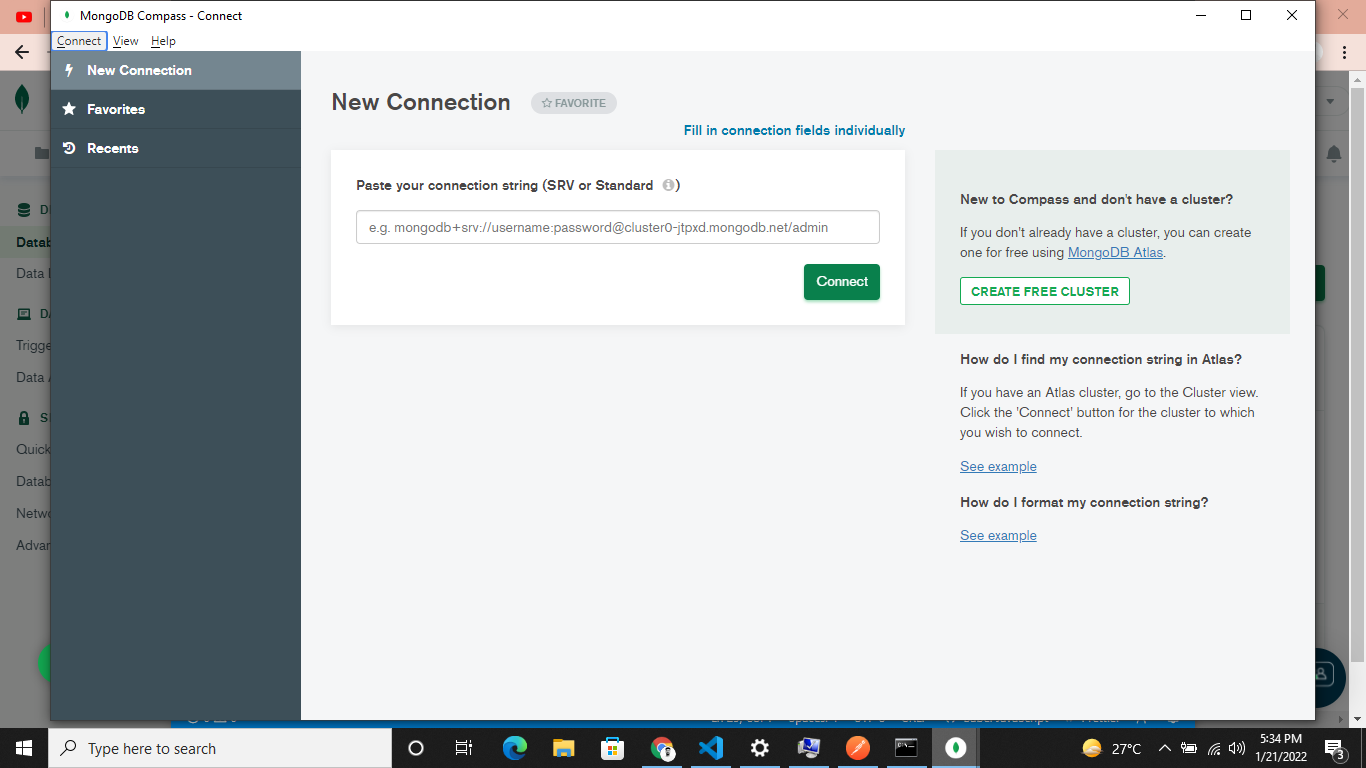 MongoDB Compass - Connect
Connect View Help
New Connection
Favorites
Recents
New Connection
FAVORITE
Fill in connection fields individually
Paste your connection string (SRV or Standard )
e.g. mongodb+srv://username:password@cluster0-jtpxd.mongodb.net/admin
Connect
New to Compass and don't have a cluster?
If you don't already have a cluster, you can create
one for free using MongoDB Atlas.
CREATE FREE CLUSTER
How do I find my connection string in Atlas?
If you have an Atlas cluster, go to the Cluster view.
Click the 'Connect' button for the cluster to which
you wish to connect.
See example
How do I format my connection string?
See example
Data
Data
Quick
Type here to search
27°C
5:34 PM
1/21/2022
3